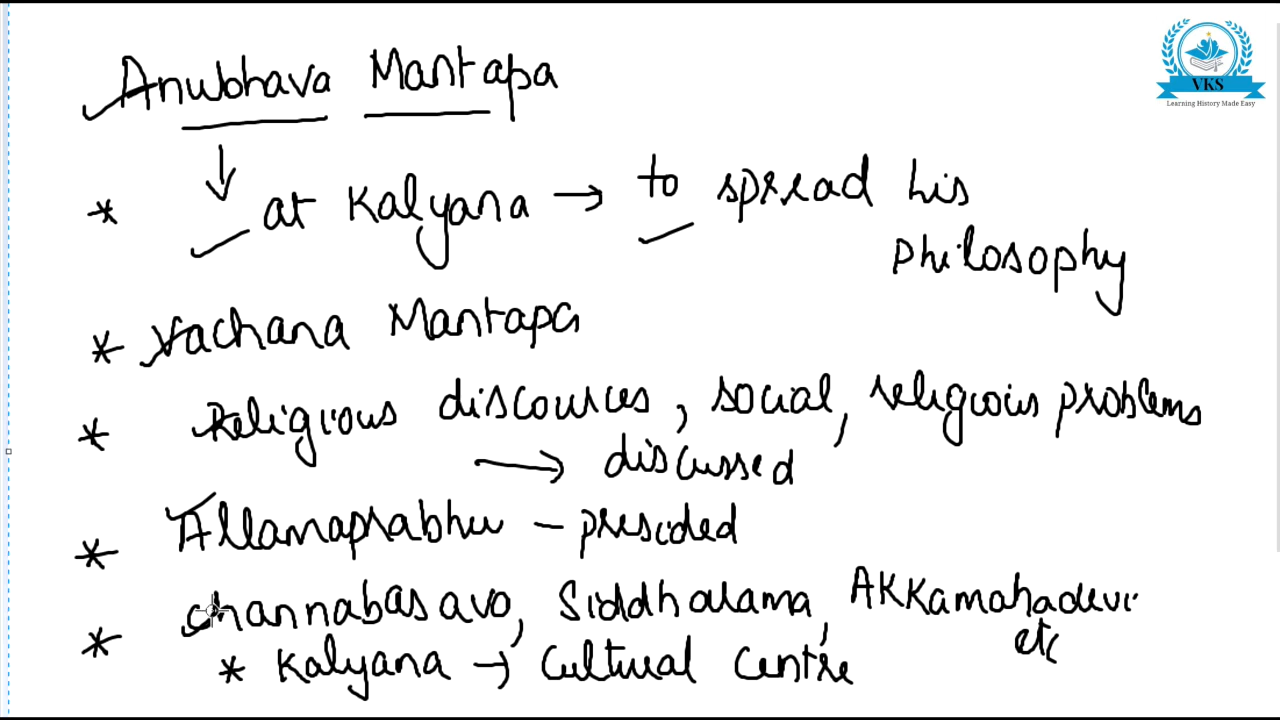 Anubhava Mantapa
VKS
Learning History Made Easy
* at Kalyana → to spread his
Philosophy
* Vachana Mantapa
* Religious discources, social, religious problems
→ discussed
* Allamaprabhu - presided
* channabasava, Siddharama, AKKamahadevi
etc
* Kalyana → Cultural Centre